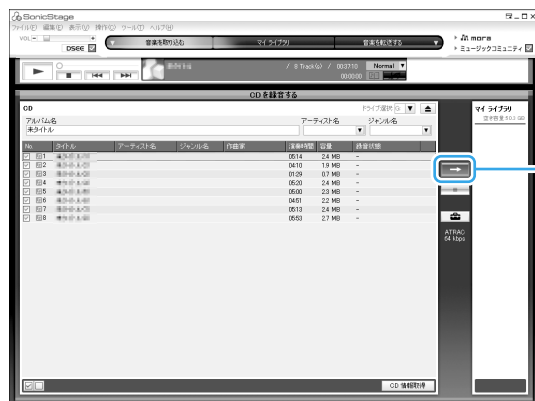 SonicStage
ファイル(F) 編集(E) 表示(V) 操作(O) ツール(T) ヘルプ(H)
VOL
DSEE
音楽を取り込む
マイ ライブラリ
音楽を転送する
mora
ミュージックコミュニティ
/ 8 Track(s) / 00:37:10
Normal
00:00:00
CDを録音する
CD
ドライブ選択 G
アルバム名
アーティスト名
ジャンル名
未タイトル
No. タイトル アーティスト名 ジャンル名 作曲家 演奏時間 容量 録音状態
1 05:14 2.4 MB -
2 04:10 1.9 MB -
3 01:29 0.7 MB -
4 05:20 2.4 MB -
5 05:00 2.3 MB -
6 04:51 2.2 MB -
7 05:13 2.4 MB -
8 05:53 2.7 MB -
マイ ライブラリ
空き容量 50.3 GB
ATRAC
64 kbps
CD 情報取得